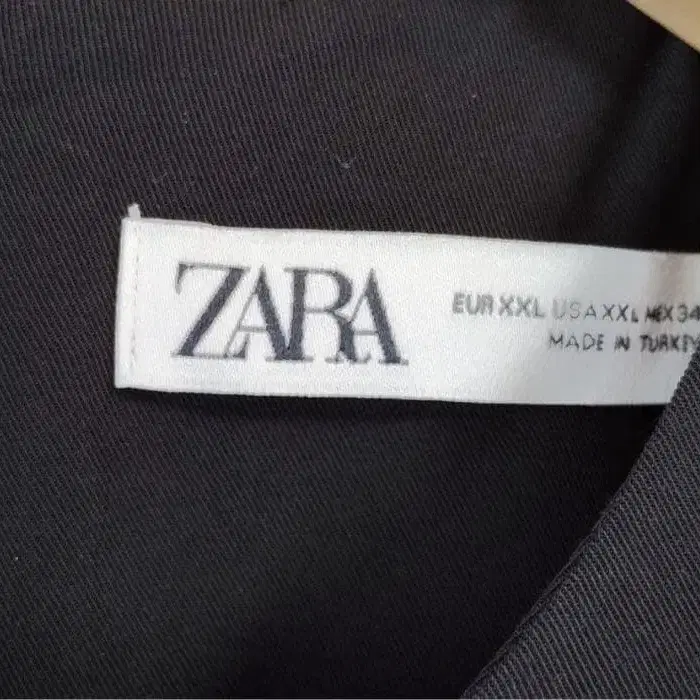 ZARA
EUR XXL USA XXL MEX 34
MADE IN TURKEY